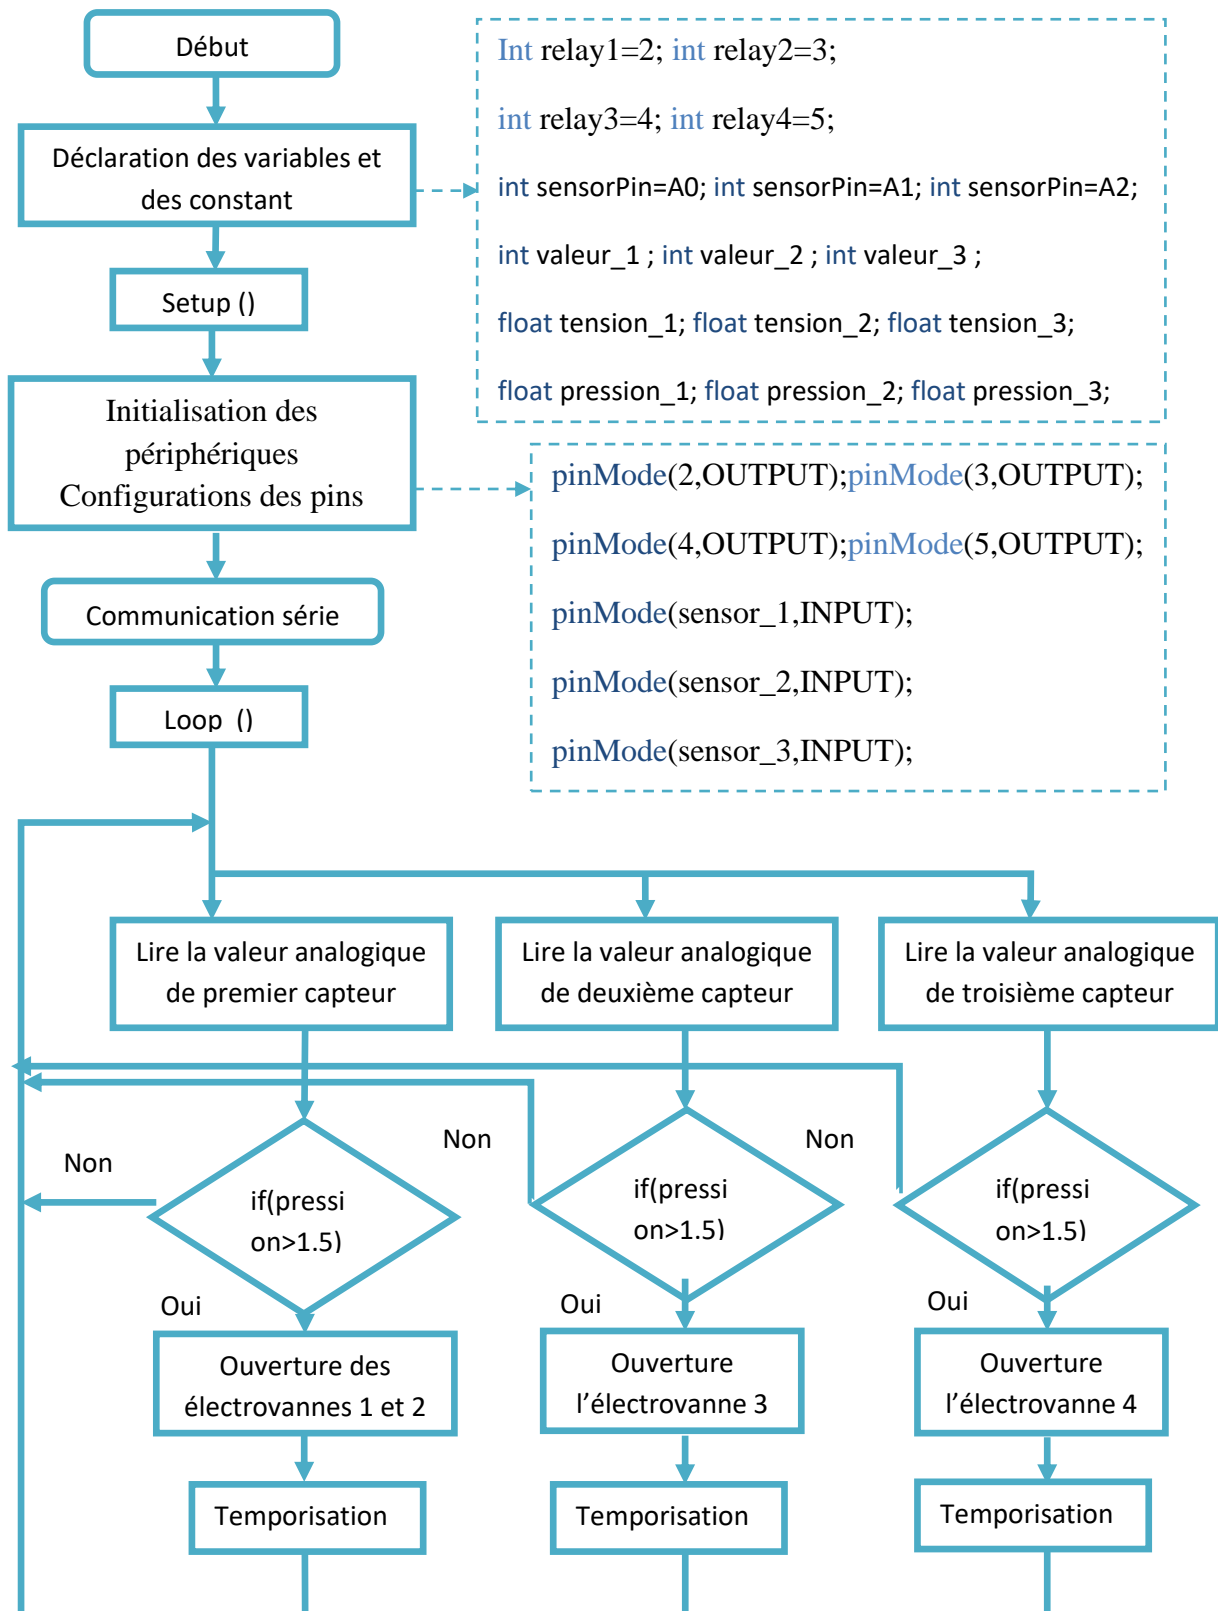 Début
Déclaration des variables et
des constant
Int relay1=2; int relay2=3;
int relay3=4; int relay4=5;
int sensorPin=A0; int sensorPin=A1; int sensorPin=A2;
int valeur_1 ; int valeur_2 ; int valeur_3 ;
float tension_1; float tension_2; float tension_3;
float pression_1; float pression_2; float pression_3;
Setup ()
Initialisation des
périphériques
Configurations des pins
pinMode(2,OUTPUT);pinMode(3,OUTPUT);
pinMode(4,OUTPUT);pinMode(5,OUTPUT);
pinMode(sensor_1,INPUT);
pinMode(sensor_2,INPUT);
pinMode(sensor_3,INPUT);
Communication série
Loop ()
Lire la valeur analogique
de premier capteur
Lire la valeur analogique
de deuxième capteur
Lire la valeur analogique
de troisième capteur
Non
if(pressi
on>1.5)
Oui
Non
if(pressi
on>1.5)
Oui
Non
if(pressi
on>1.5)
Oui
Ouverture des
électrovannes 1 et 2
Ouverture
l’électrovanne 3
Ouverture
l’électrovanne 4
Temporisation
Temporisation
Temporisation